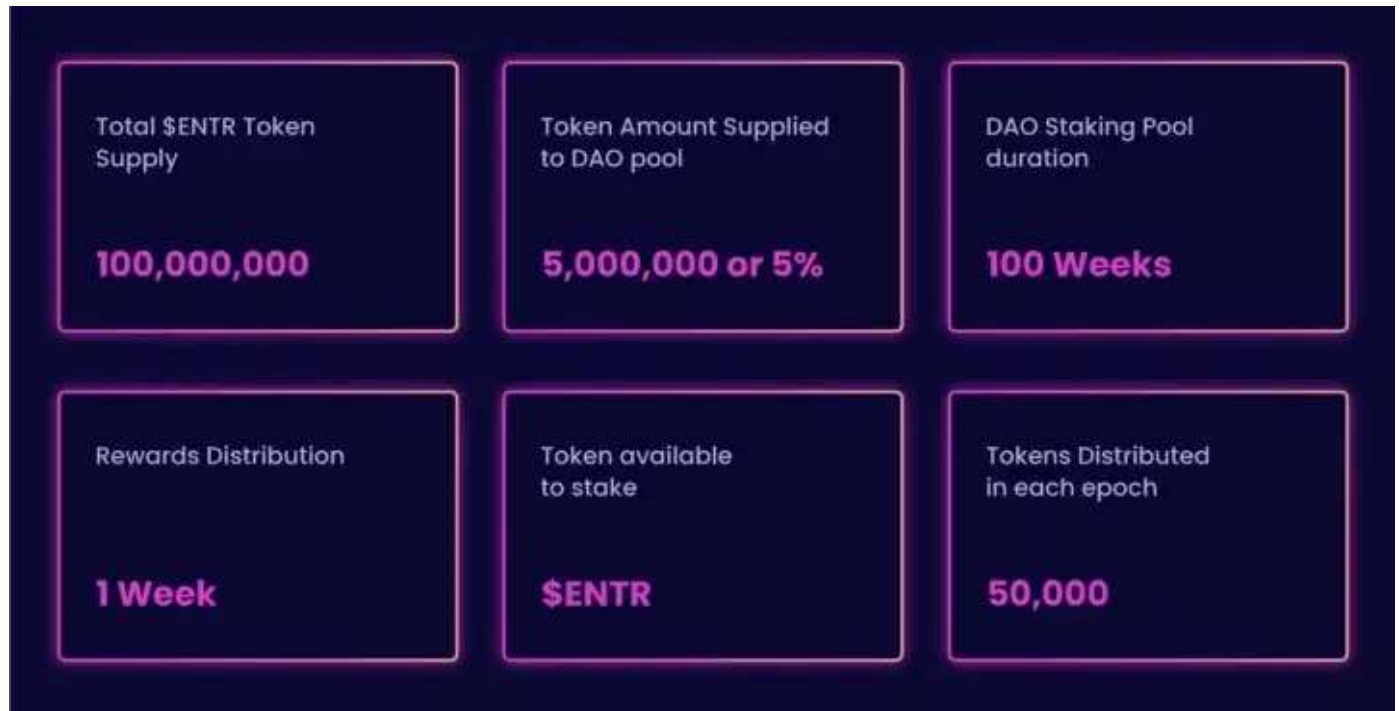 Total $ENTR Token
Supply
100,000,000
Token Amount Supplied
to DAO pool
5,000,000 or 5%
DAO Staking Pool
duration
100 Weeks
Rewards Distribution
1 Week
Token available
to stake
$ENTR
Tokens Distributed
in each epoch
50,000